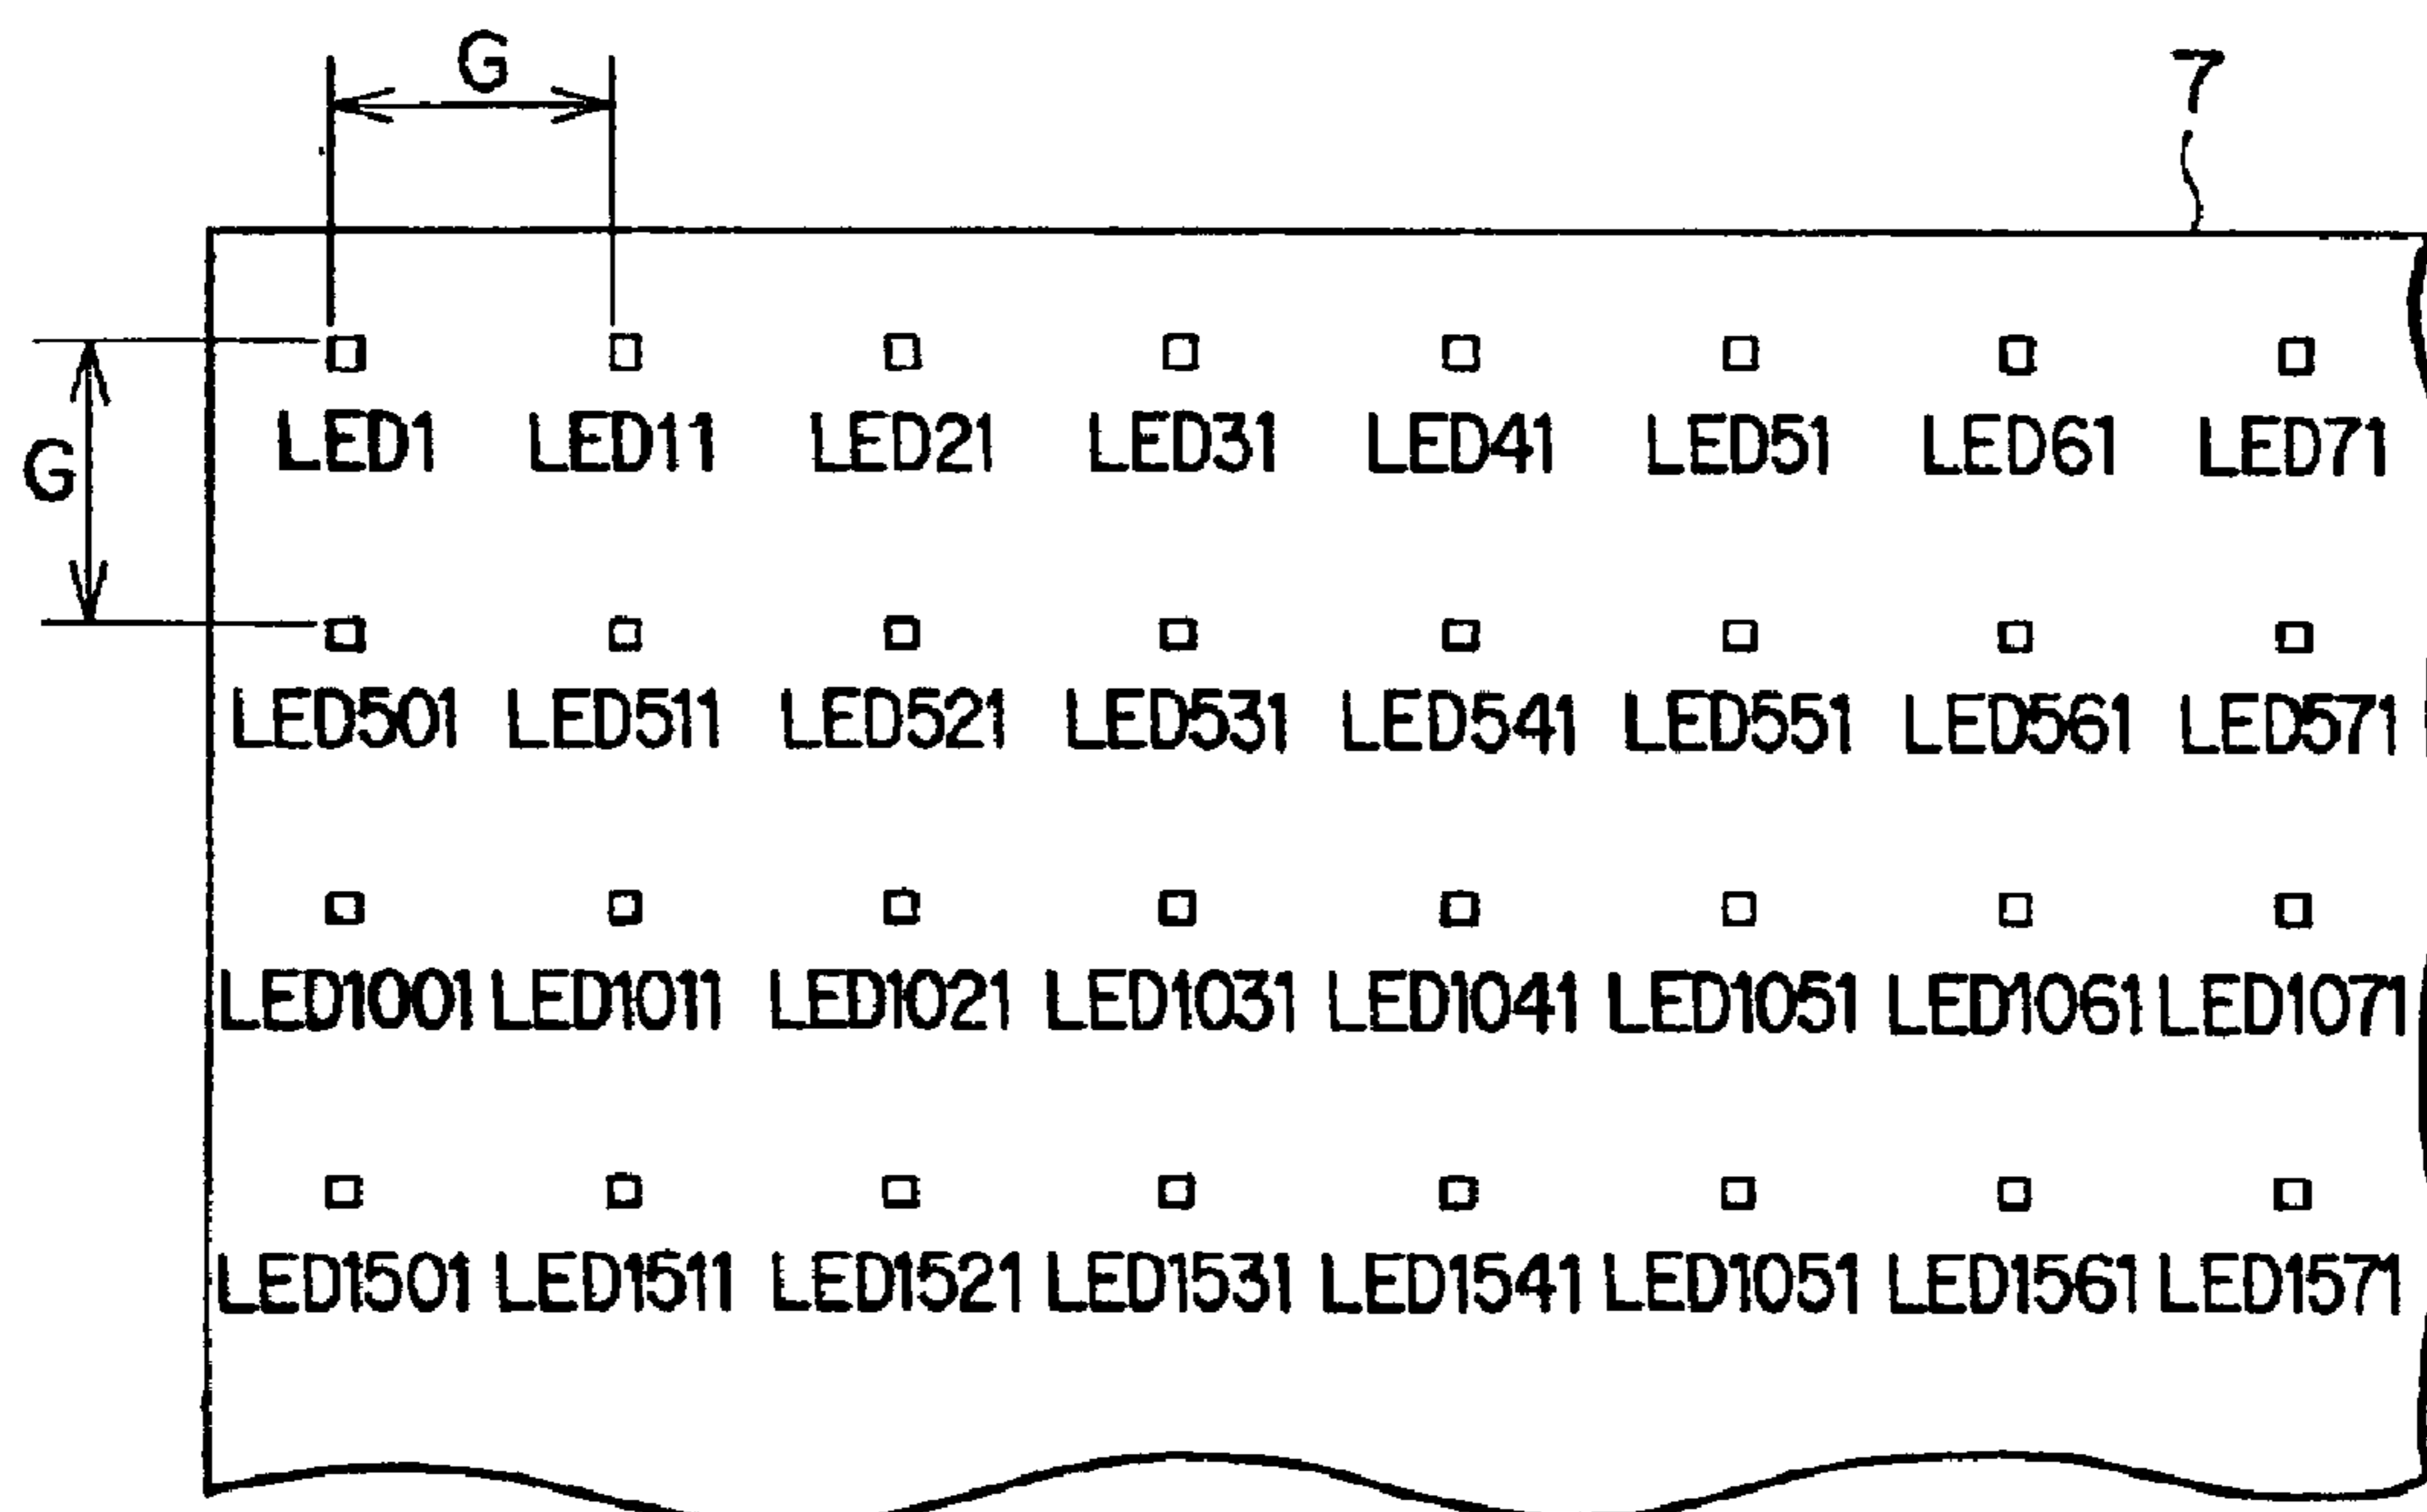 G
7
LED1 LED11 LED21 LED31 LED41 LED51 LED61 LED71
G
LED501 LED511 LED521 LED531 LED541 LED551 LED561 LED571
LED1001 LED1011 LED1021 LED1031 LED1041 LED1051 LED1061 LED1071
LED1501 LED1511 LED1521 LED1531 LED1541 LED1051 LED1561 LED1571